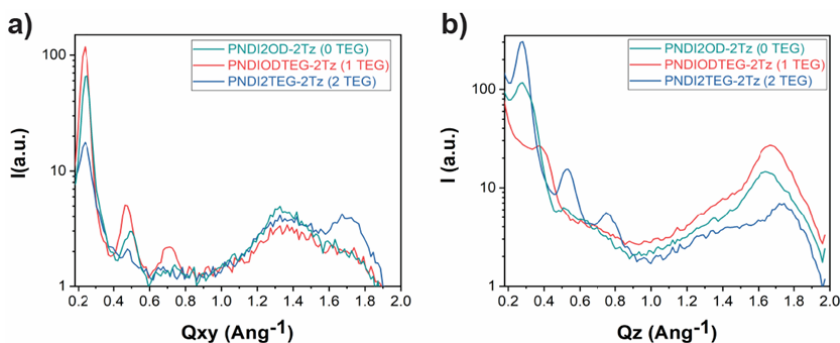 a)
PNDI2OD-2Tz (0 TEG)
PNDIODTEG-2Tz (1 TEG)
PNDI2TEG-2Tz (2 TEG)
100
10
1
I(a.u.)
0.2 0.4 0.6 0.8 1.0 1.2 1.4 1.6 1.8 2.0
Qxy (Ang-1)
b)
PNDI2OD-2Tz (0 TEG)
PNDIODTEG-2Tz (1 TEG)
PNDI2TEG-2Tz (2 TEG)
100
10
1
I (a.u.)
0.2 0.4 0.6 0.8 1.0 1.2 1.4 1.6 1.8 2.0
Qz (Ang-1)